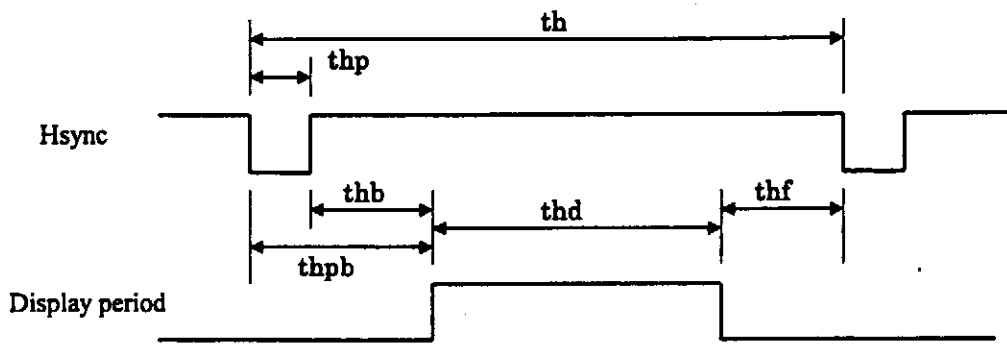 th
thp
Hsync
thb
thd
thf
thpb
Display period